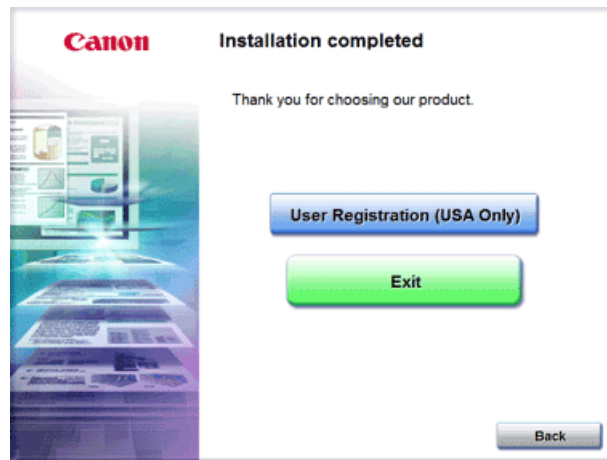 Canon
Installation completed
Thank you for choosing our product.
User Registration (USA Only)
Exit
Back